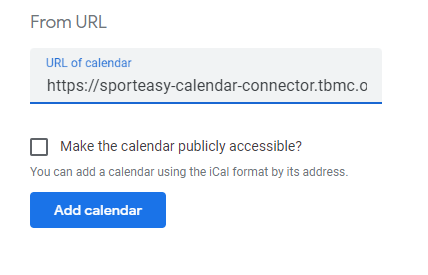 From URL
URL of calendar
https://sporteasy-calendar-connector.tbmc.o
Make the calendar publicly accessible?
You can add a calendar using the iCal format by its address.
Add calendar